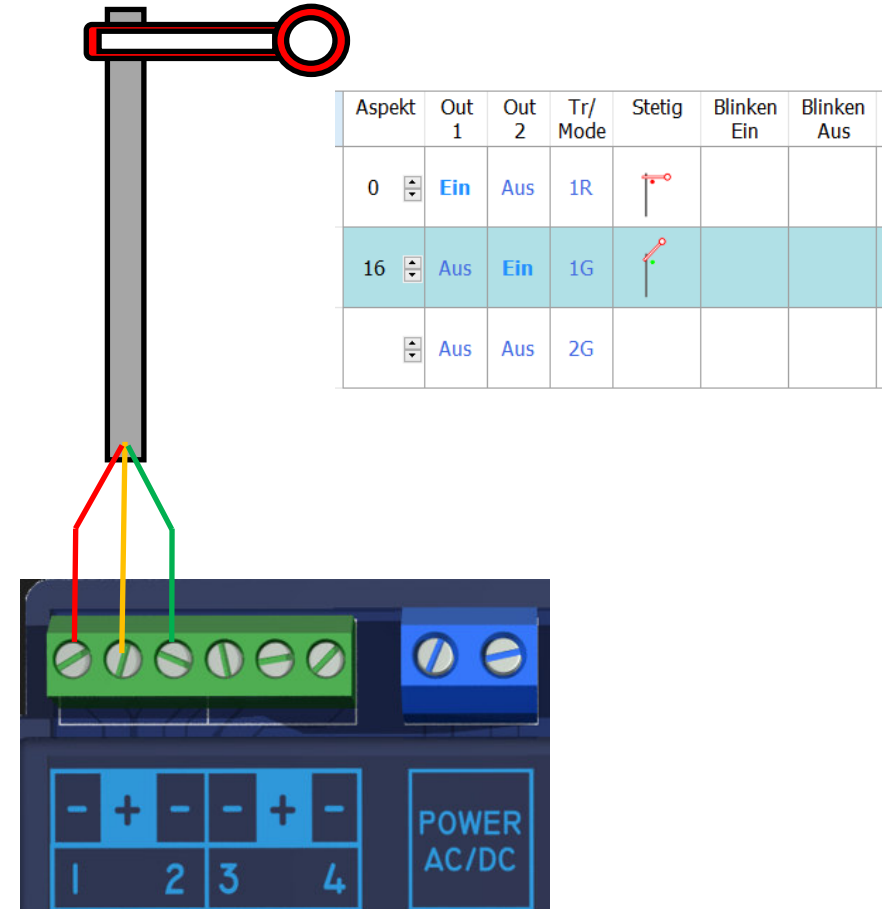 Aspekt Out 1 Out 2 Tr/ Mode Stetig Blinken Ein Blinken Aus
0 Ein Aus 1R
16 Aus Ein 1G
Aus Aus 2G
- + - - + -
1 2 3 4
POWER
AC/DC